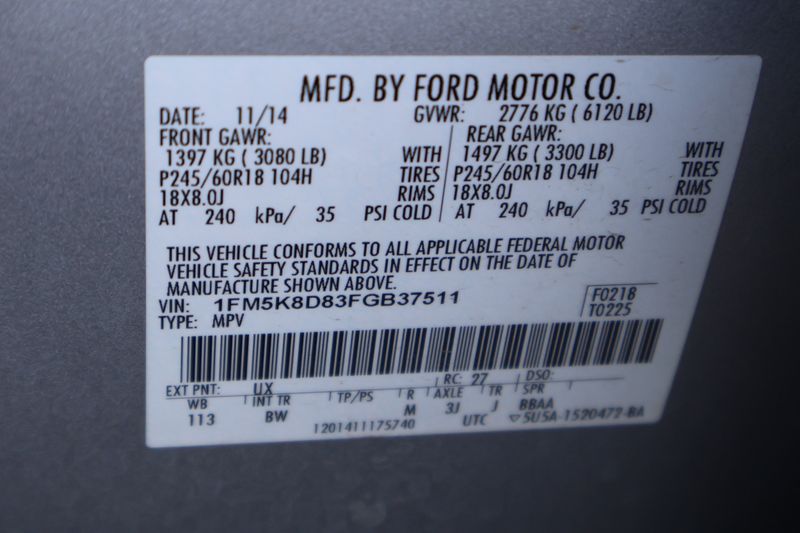 MFD. BY FORD MOTOR CO.
DATE: 11/14 GVWR: 2776 KG ( 6120 LB)
FRONT GAWR: REAR GAWR:
1397 KG ( 3080 LB) WITH 1497 KG ( 3300 LB) WITH
P245/60R18 104H TIRES P245/60R18 104H TIRES
18X8.0J RIMS 18X8.0J RIMS
AT 240 kPa/ 35 PSI COLD AT 240 kPa/ 35 PSI COLD
THIS VEHICLE CONFORMS TO ALL APPLICABLE FEDERAL MOTOR
VEHICLE SAFETY STANDARDS IN EFFECT ON THE DATE OF
MANUFACTURE SHOWN ABOVE.
VIN: 1FM5K8D83FGB37511 F0218
TYPE: MPV T0225
EXT PNT: UX RC: 27 DSO:
WB INT TR TP/PS R AXLE TR SPR
113 BW M 3J J BBAA
1201411175740 UTC ▽5U5A-1520472-BA